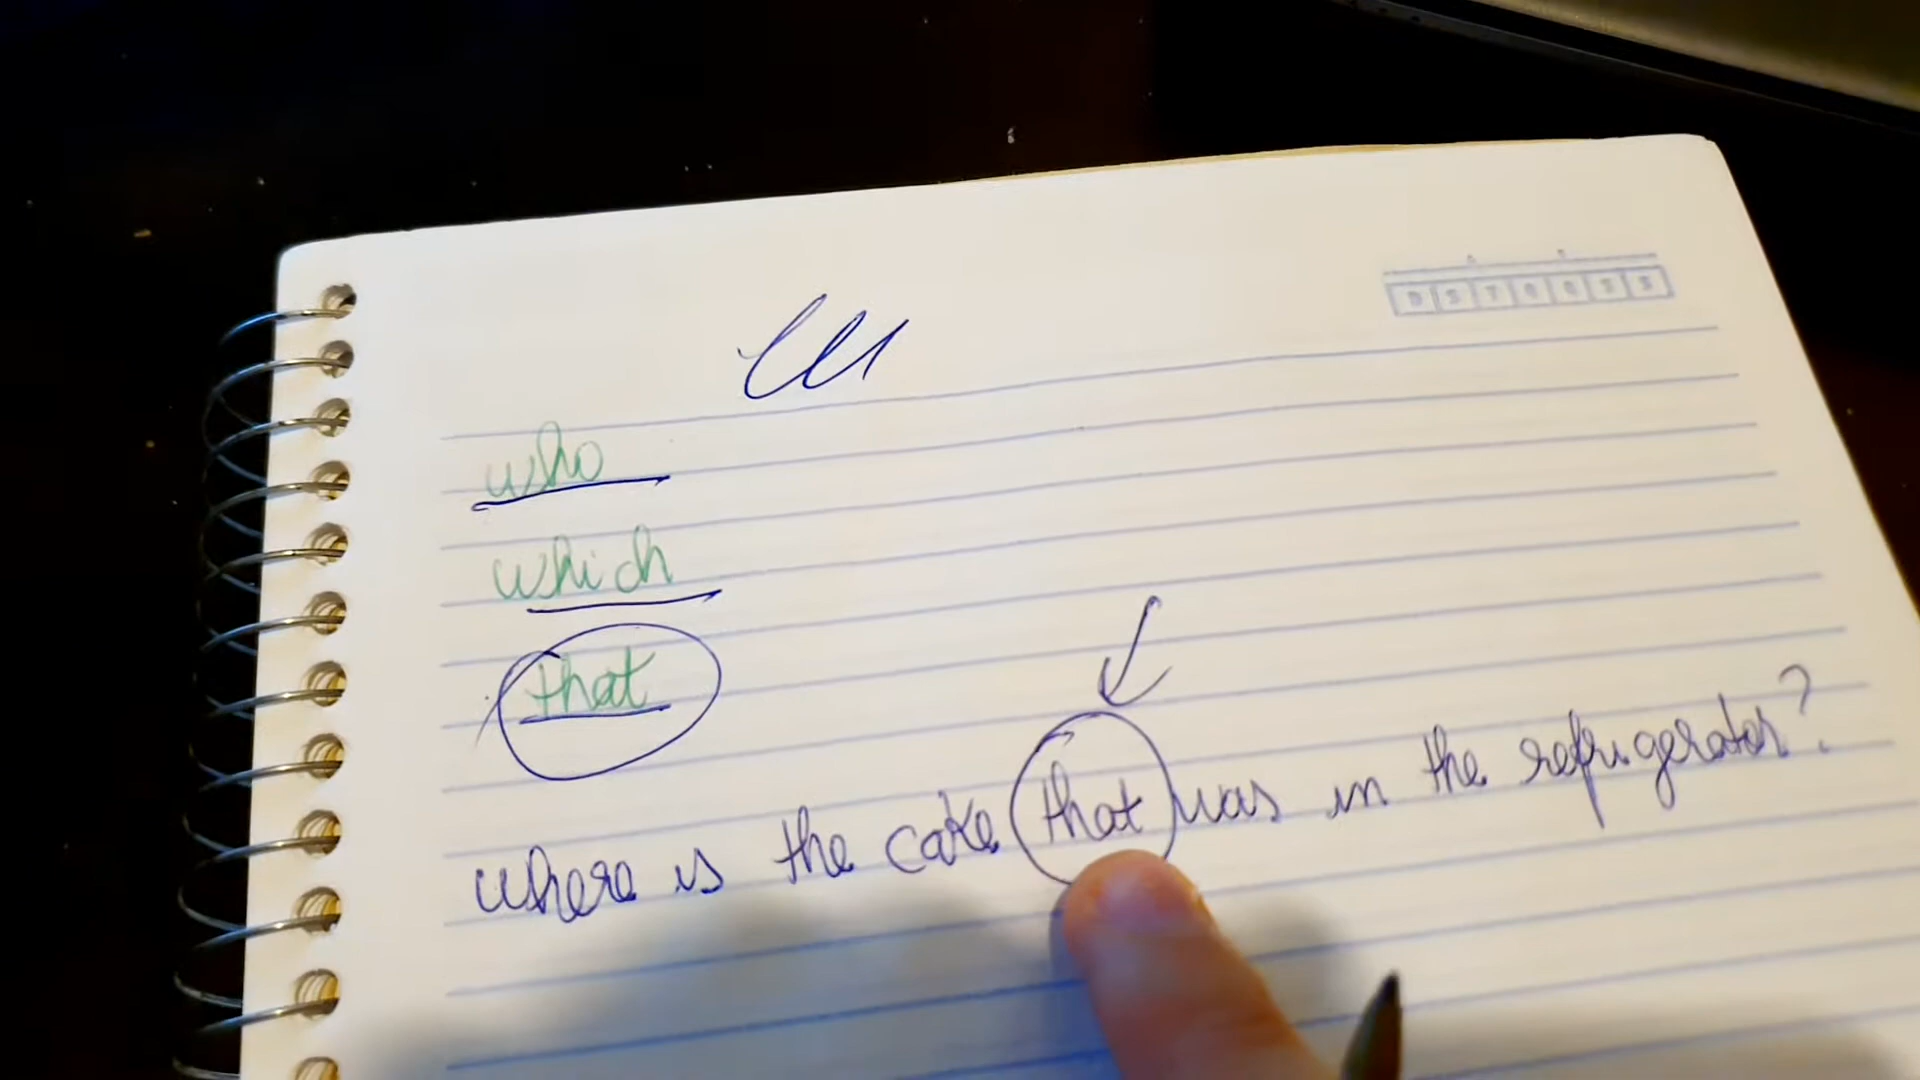 who
which
that
where is the cake that was in the refrigerator?